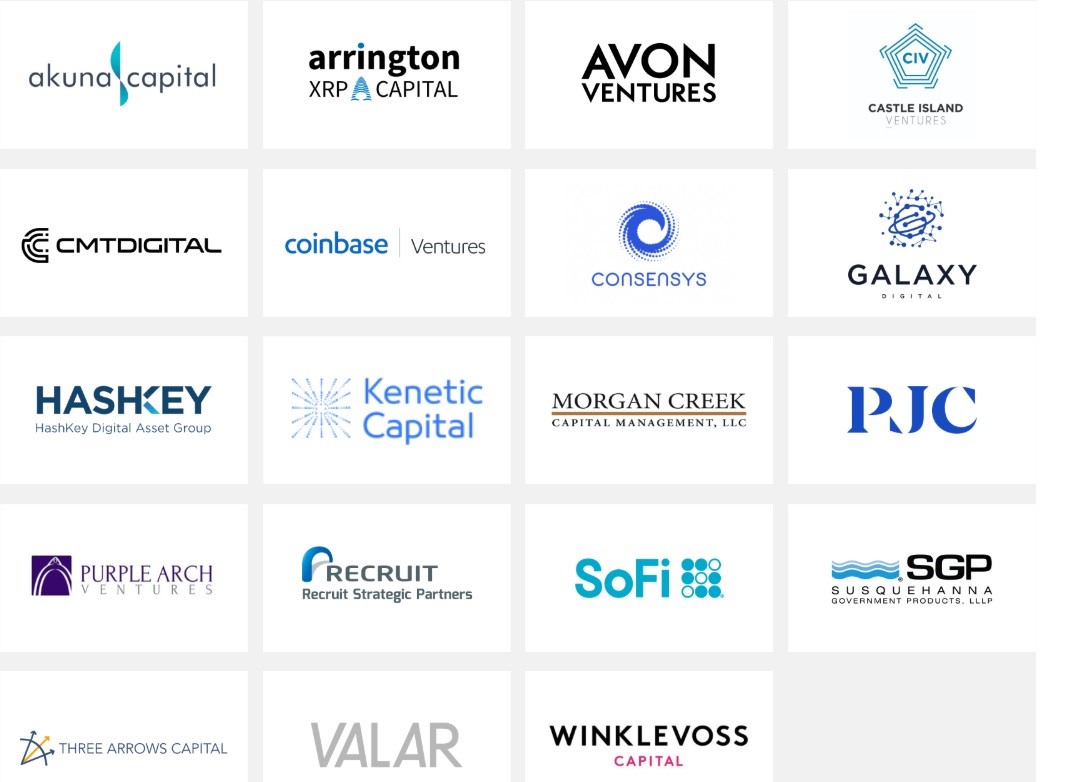 akuna capital
arrington
XRP CAPITAL
AVON
VENTURES
CIV
CASTLE ISLAND
VENTURES
CMTDIGITAL
coinbase Ventures
CONSENSYS
GALAXY
DIGITAL
HASHKEY
HashKey Digital Asset Group
Kenetic
Capital
MORGAN CREEK
CAPITAL MANAGEMENT, LLC
PJC
PURPLE ARCH
VENTURES
RECRUIT
Recruit Strategic Partners
SoFi
SGP
SUSQUEHANNA
GOVERNMENT PRODUCTS, LLLP
THREE ARROWS CAPITAL
VALAR
WINKLEVOSS
CAPITAL